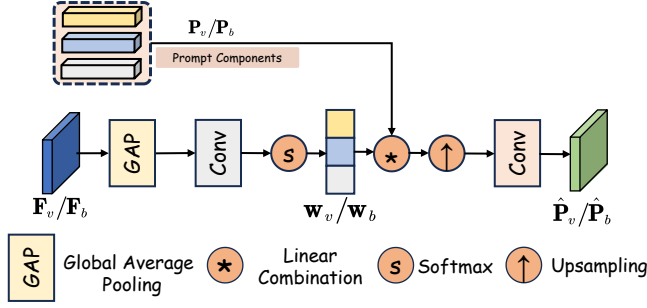 P_v/P_b
Prompt Components
GAP
Conv
s
*
↑
Conv
F_v/F_b
w_v/w_b
P̂_v/P̂_b
GAP
Global Average
Pooling
*
Linear
Combination
s
Softmax
↑
Upsampling